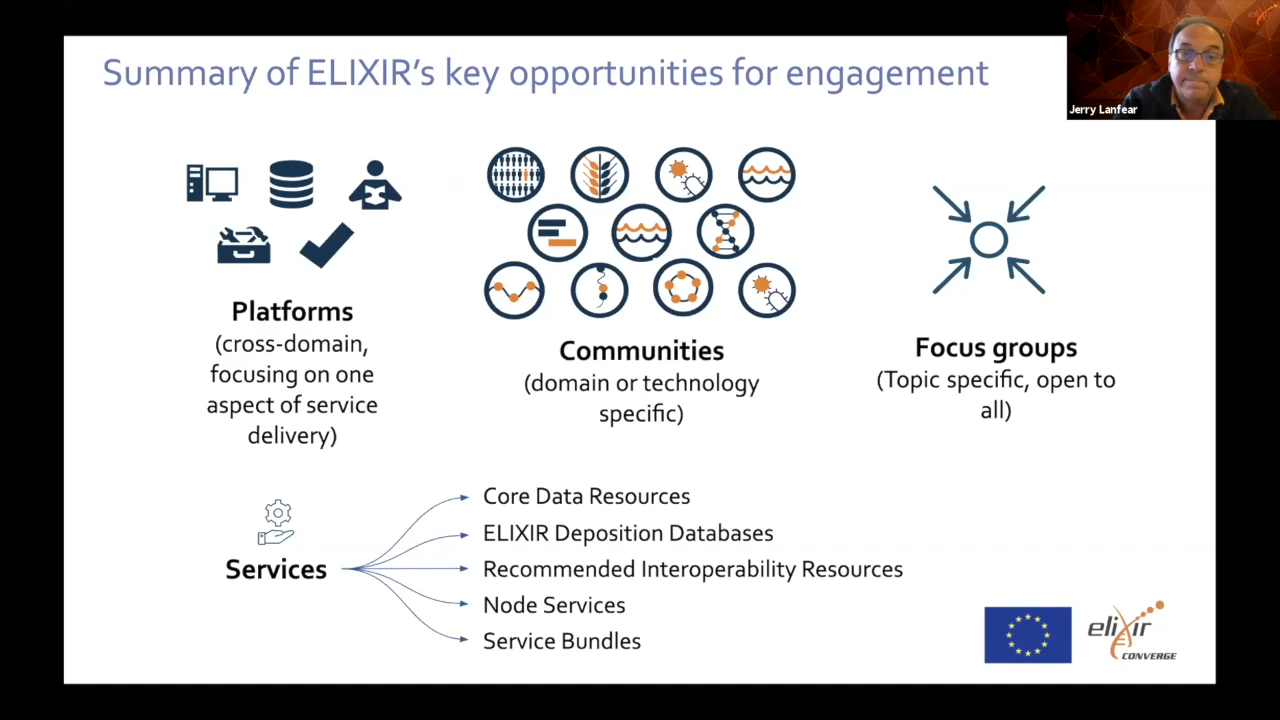 Summary of ELIXIR's key opportunities for engagement
elixir
Jerry Lanfear
Platforms
(cross-domain,
focusing on one
aspect of service
delivery)
Communities
(domain or technology
specific)
Focus groups
(Topic specific, open to
all)
Services
Core Data Resources
ELIXIR Deposition Databases
Recommended Interoperability Resources
Node Services
Service Bundles
elixir
CONVERGE